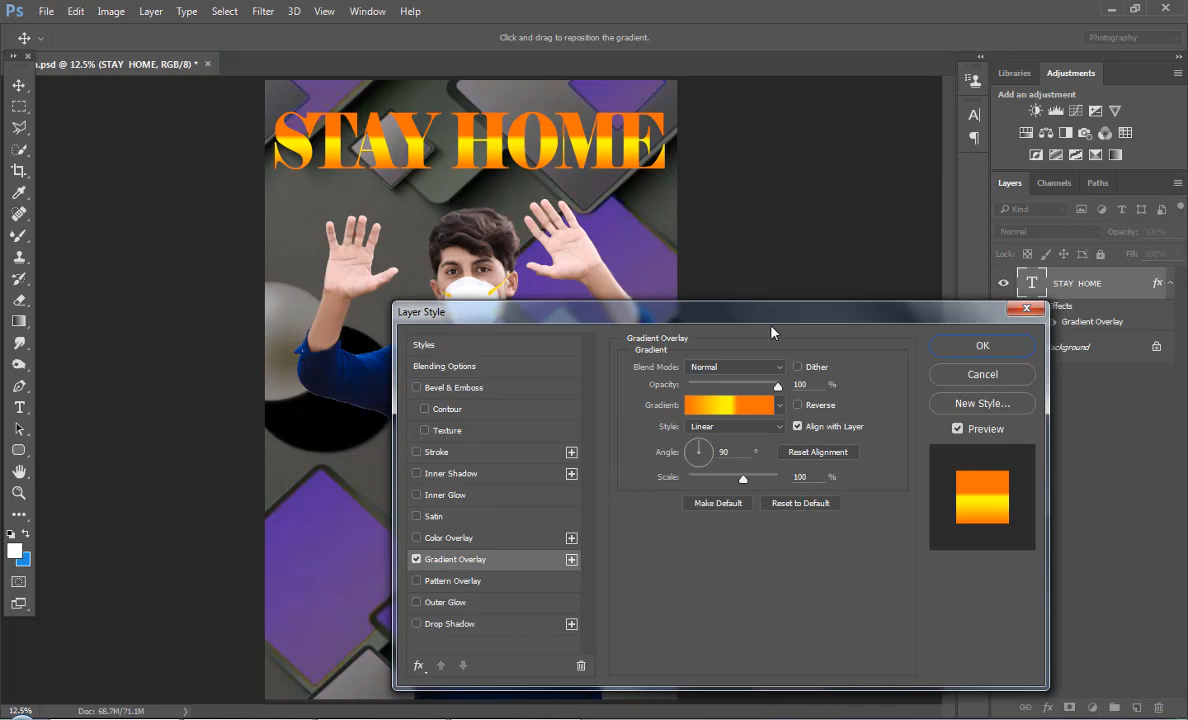 Ps File Edit Image Layer Type Select Filter 3D View Window Help
Click and drag to reposition the gradient.
Photography
.psd @ 12.5% (STAY HOME, RGB/8) *
Libraries Adjustments
Add an adjustment
STAY HOME
Layers Channels Paths
Kind
Normal Opacity: 100%
Lock: Fill: 100%
T STAY HOME fx
Effects
Gradient Overlay
Background
Layer Style
Styles
Blending Options
Bevel & Emboss
Contour
Texture
Stroke
Inner Shadow
Inner Glow
Satin
Color Overlay
Gradient Overlay
Pattern Overlay
Outer Glow
Drop Shadow
fx
Gradient Overlay
Gradient
Blend Mode: Normal Dither
Opacity: 100 %
Gradient: Reverse
Style: Linear Align with Layer
Angle: 90 ° Reset Alignment
Scale: 100 %
Make Default Reset to Default
OK
Cancel
New Style...
Preview
12.5% Doc: 68.7M/71.1M